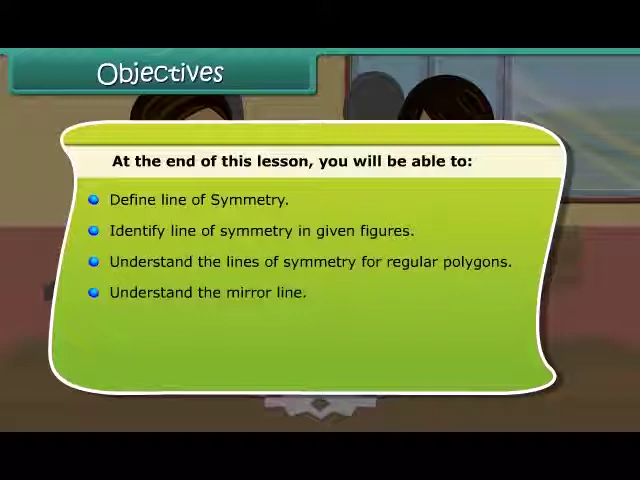 Objectives
At the end of this lesson, you will be able to:
Define line of Symmetry.
Identify line of symmetry in given figures.
Understand the lines of symmetry for regular polygons.
Understand the mirror line.